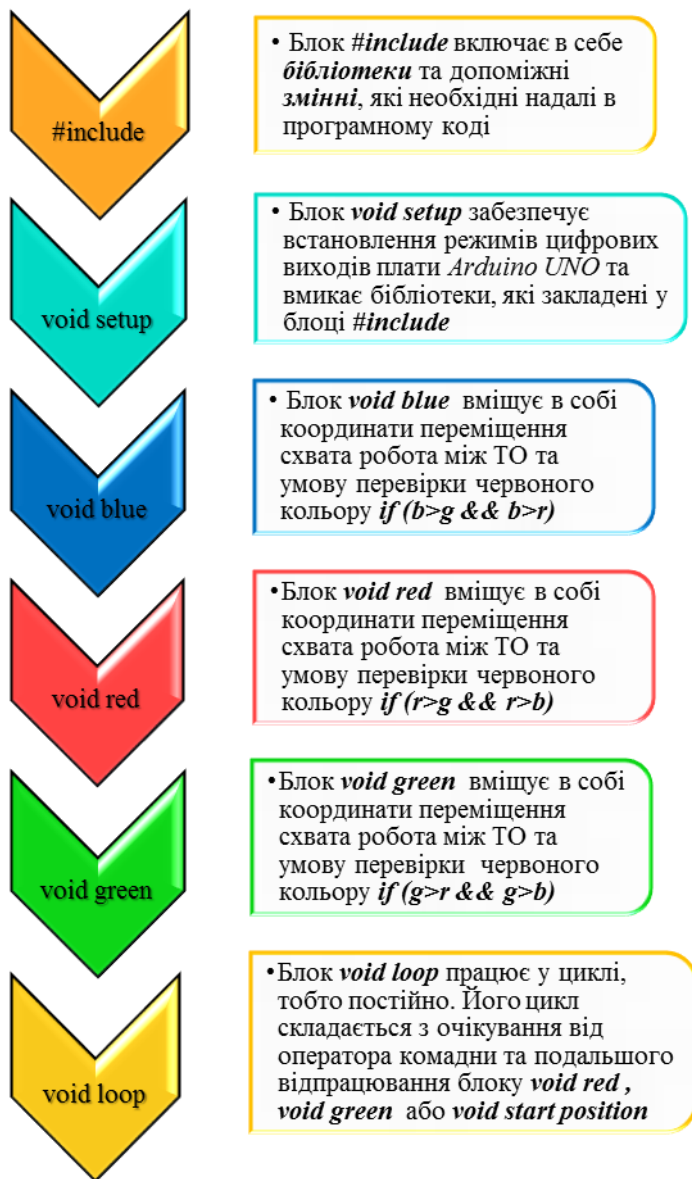 #include
• Блок #include включає в себе
бібліотеки та допоміжні
змінні, які необхідні надалі в
програмному коді
void setup
• Блок void setup забезпечує
встановлення режимів цифрових
виходів плати Arduino UNO та
вмикає бібліотеки, які закладені у
блоці #include
void blue
• Блок void blue вміщує в собі
координати переміщення
схвата робота між ТО та
умову перевірки червоного
кольору if (b>g && b>r)
void red
•Блок void red вміщує в собі
координати переміщення
схвата робота між ТО та
умову перевірки червоного
кольору if (r>g && r>b)
void green
•Блок void green вміщує в собі
координати переміщення
схвата робота між ТО та
умову перевірки червоного
кольору if (g>r && g>b)
void loop
•Блок void loop працює у циклі,
тобто постійно. Його цикл
складається з очікування від
оператора комадни та подальшого
відпрацювання блоку void red ,
void green або void start position